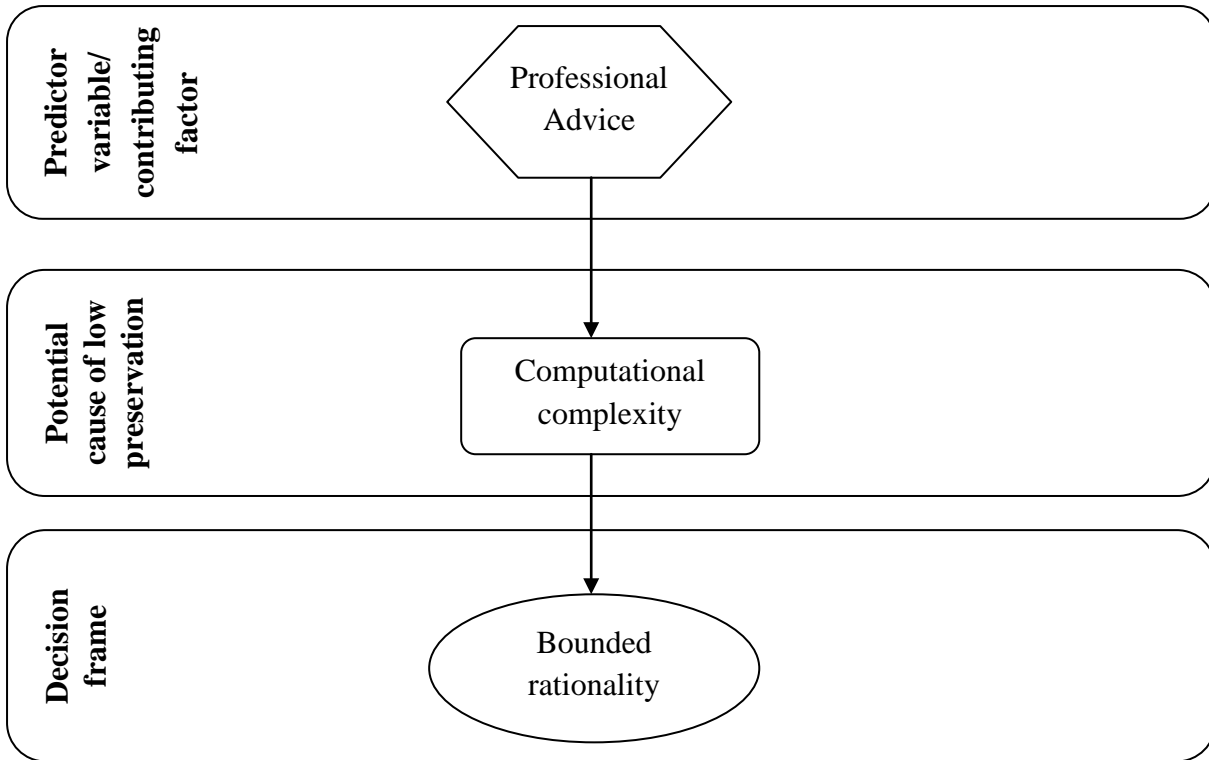 Predictor
variable/
contributing
factor
Professional
Advice
Potential
cause of low
preservation
Computational
complexity
Decision
frame
Bounded
rationality